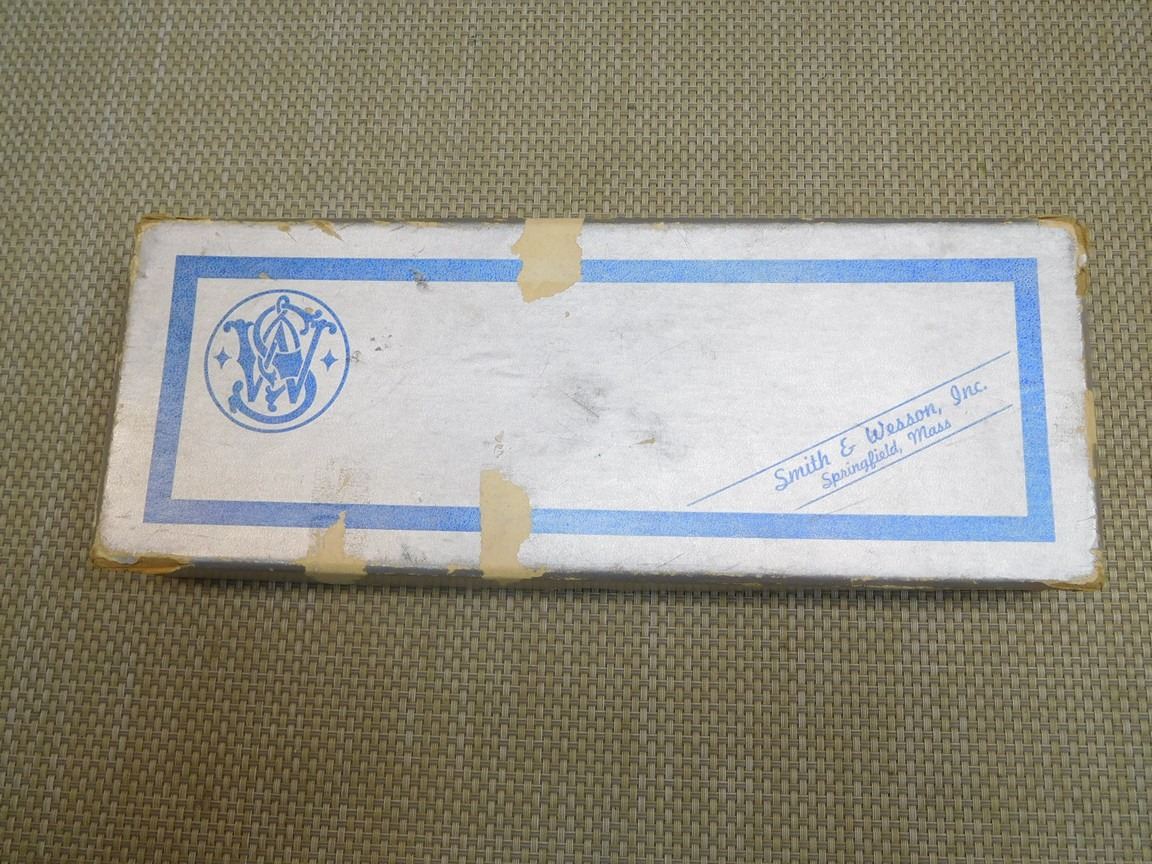 S&W
Smith & Wesson, Inc.
Springfield, Mass